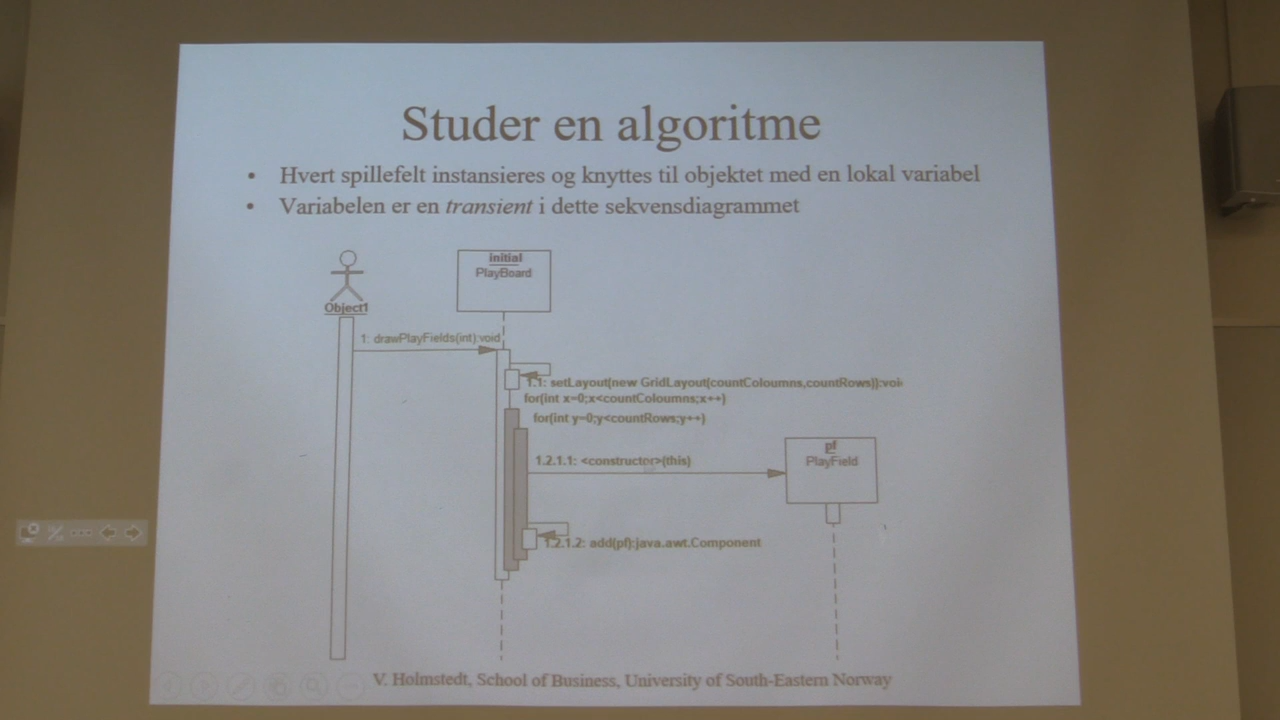 Studer en algoritme
• Hvert spillefelt instansieres og knyttes til objektet med en lokal variabel
• Variabelen er en transient i dette sekvensdiagrammet
initial
PlayBoard
Object1
1: drawPlayFields(int):void
1.1: setLayout(new GridLayout(countColoumns,countRows)):voi
for(int x=0;x<countColoumns;x++)
for(int y=0;y<countRows;y++)
pf
PlayField
1.2.1.1: <constructor>(this)
1.2.1.2: add(pf):java.awt.Component
V. Holmstedt, School of Business, University of South-Eastern Norway